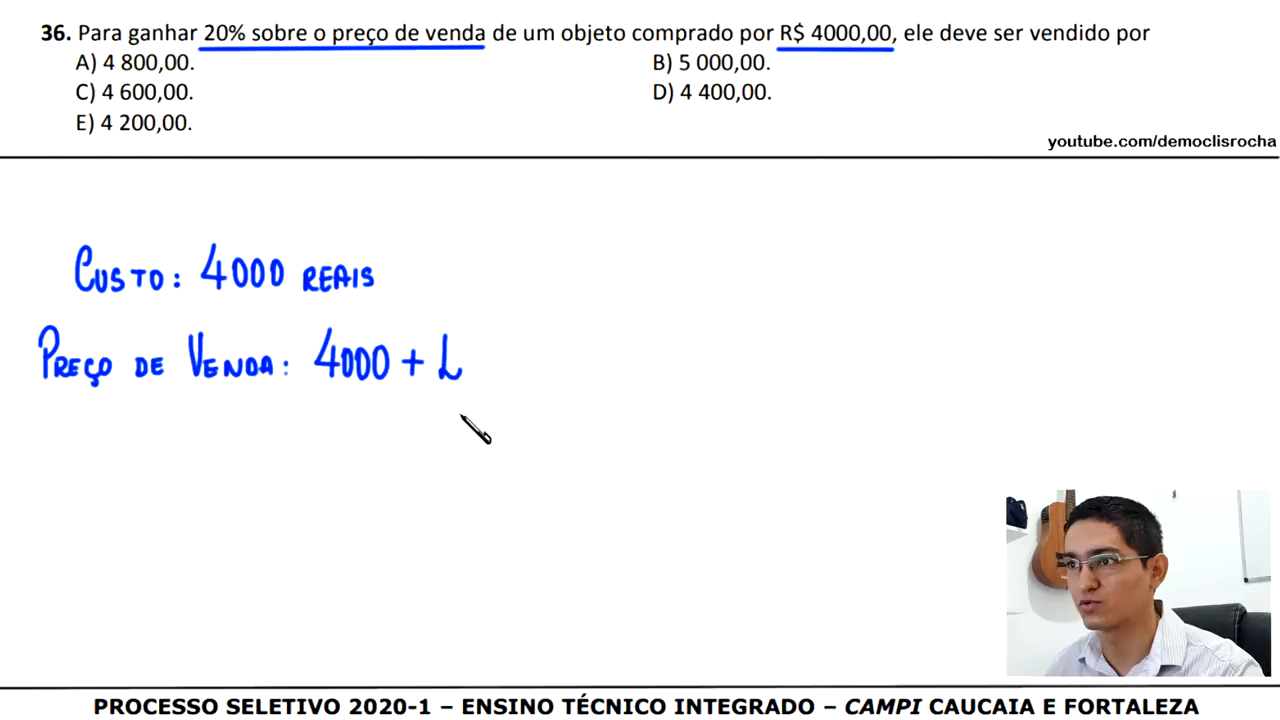 36. Para ganhar 20% sobre o preço de venda de um objeto comprado por R$ 4000,00, ele deve ser vendido por
A) 4 800,00. B) 5 000,00.
C) 4 600,00. D) 4 400,00.
E) 4 200,00.
youtube.com/democlisrocha
CUSTO: 4000 REAIS
PREÇO DE VENDA: 4000 + L
PROCESSO SELETIVO 2020-1 – ENSINO TÉCNICO INTEGRADO – CAMPI CAUCAIA E FORTALEZA